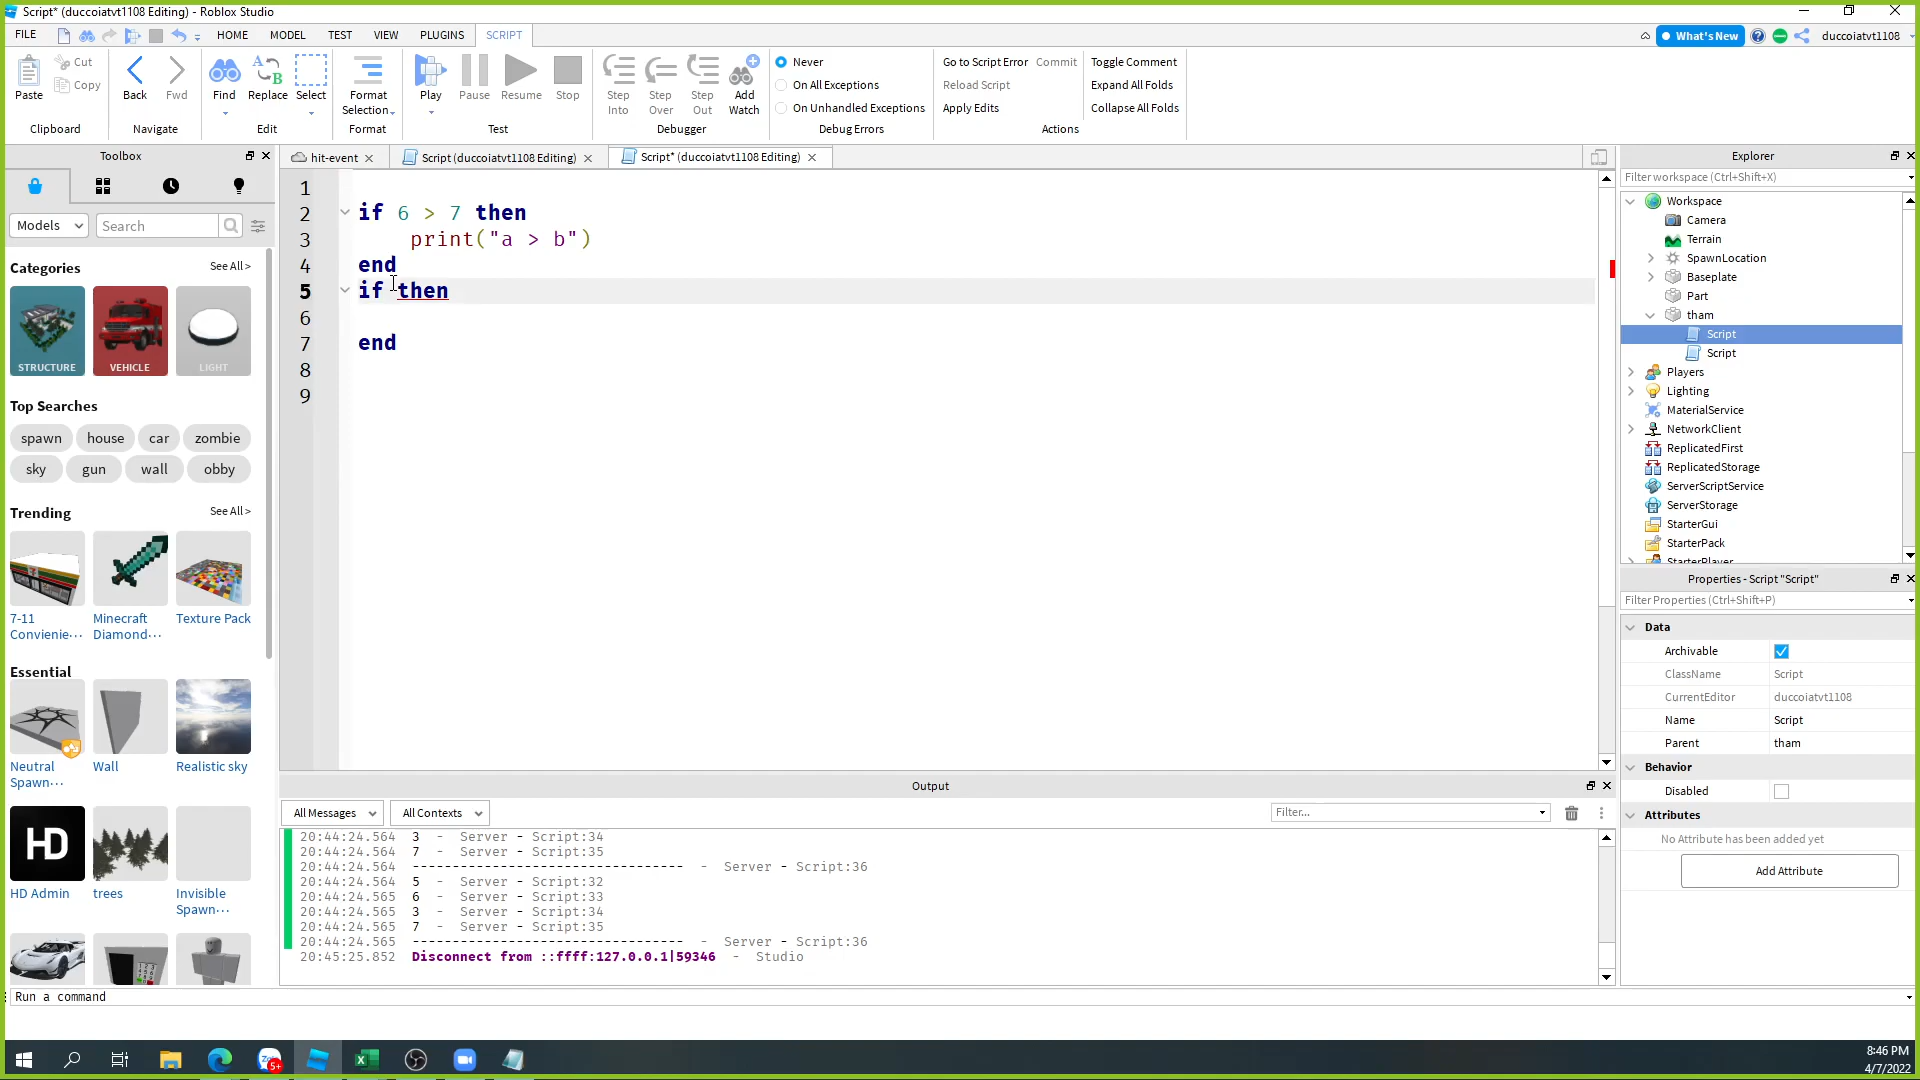 Script* (duccoiatvt1108 Editing) - Roblox Studio
FILE HOME MODEL TEST VIEW PLUGINS SCRIPT What's New duccoiatvt1108
Paste Cut Copy Back Fwd Find Replace Select Format Selection Play Pause Resume Stop Step Into Step Over Step Out Add Watch
Never
On All Exceptions
On Unhandled Exceptions
Go to Script Error Commit
Reload Script
Apply Edits
Toggle Comment
Expand All Folds
Collapse All Folds
Clipboard Navigate Edit Format Test Debugger Debug Errors Actions
Toolbox
Models Search
Categories See All >
STRUCTURE VEHICLE LIGHT
Top Searches
spawn house car zombie
sky gun wall obby
Trending See All >
7-11 Convienie... Minecraft Diamond... Texture Pack
Essential
Neutral Spawn... Wall Realistic sky
HD
HD Admin trees Invisible Spawn...
hit-event Script (duccoiatvt1108 Editing) Script* (duccoiatvt1108 Editing)
1
2 if 6 > 7 then
3 print("a > b")
4 end
5 if then
6
7 end
8
9
Output
All Messages All Contexts Filter...
20:44:24.564 3 - Server - Script:34
20:44:24.564 7 - Server - Script:35
20:44:24.564 ---------------------------------- - Server - Script:36
20:44:24.565 5 - Server - Script:32
20:44:24.565 6 - Server - Script:33
20:44:24.565 3 - Server - Script:34
20:44:24.565 7 - Server - Script:35
20:44:24.565 ---------------------------------- - Server - Script:36
20:45:25.852 Disconnect from ::ffff:127.0.0.1|59346 - Studio
Explorer
Filter workspace (Ctrl+Shift+X)
Workspace
Camera
Terrain
SpawnLocation
Baseplate
Part
tham
Script
Script
Players
Lighting
MaterialService
NetworkClient
ReplicatedFirst
ReplicatedStorage
ServerScriptService
ServerStorage
StarterGui
StarterPack
StarterPlayer
Properties - Script "Script"
Filter Properties (Ctrl+Shift+P)
Data
Archivable
ClassName Script
CurrentEditor duccoiatvt1108
Name Script
Parent tham
Behavior
Disabled
Attributes
No Attribute has been added yet
Add Attribute
Run a command
5+
8:46 PM
4/7/2022